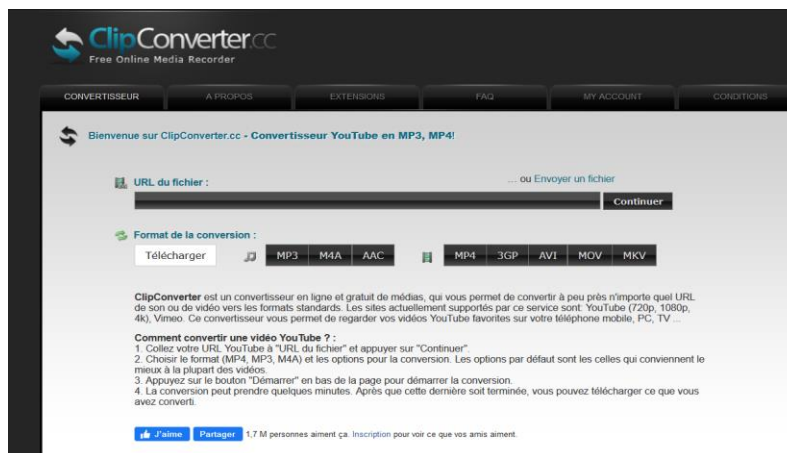 ClipConverter.cc
Free Online Media Recorder
CONVERTISSEUR A PROPOS EXTENSIONS FAQ MY ACCOUNT CONDITIONS
Bienvenue sur ClipConverter.cc - Convertisseur YouTube en MP3, MP4!
URL du fichier : .... ou Envoyer un fichier
Continuer
Format de la conversion :
Télécharger MP3 M4A AAC MP4 3GP AVI MOV MKV
ClipConverter est un convertisseur en ligne et gratuit de médias, qui vous permet de convertir à peu près n'importe quel URL
de son ou de vidéo vers les formats standards. Les sites actuellement supportés par ce service sont: YouTube (720p, 1080p,
4k), Vimeo. Ce convertisseur vous permet de regarder vos vidéos YouTube favorites sur votre téléphone mobile, PC, TV ...
Comment convertir une vidéo YouTube ? :
1. Collez votre URL YouTube à "URL du fichier" et appuyer sur "Continuer".
2. Choisir le format (MP4, MP3, M4A) et les options pour la conversion. Les options par défaut sont les celles qui conviennent le
mieux à la plupart des vidéos.
3. Appuyez sur le bouton "Démarrer" en bas de la page pour démarrer la conversion.
4. La conversion peut prendre quelques minutes. Après que cette dernière soit terminée, vous pouvez télécharger ce que vous
avez converti.
J'aime Partager 1,7 M personnes aiment ça. Inscription pour voir ce que vos amis aiment.